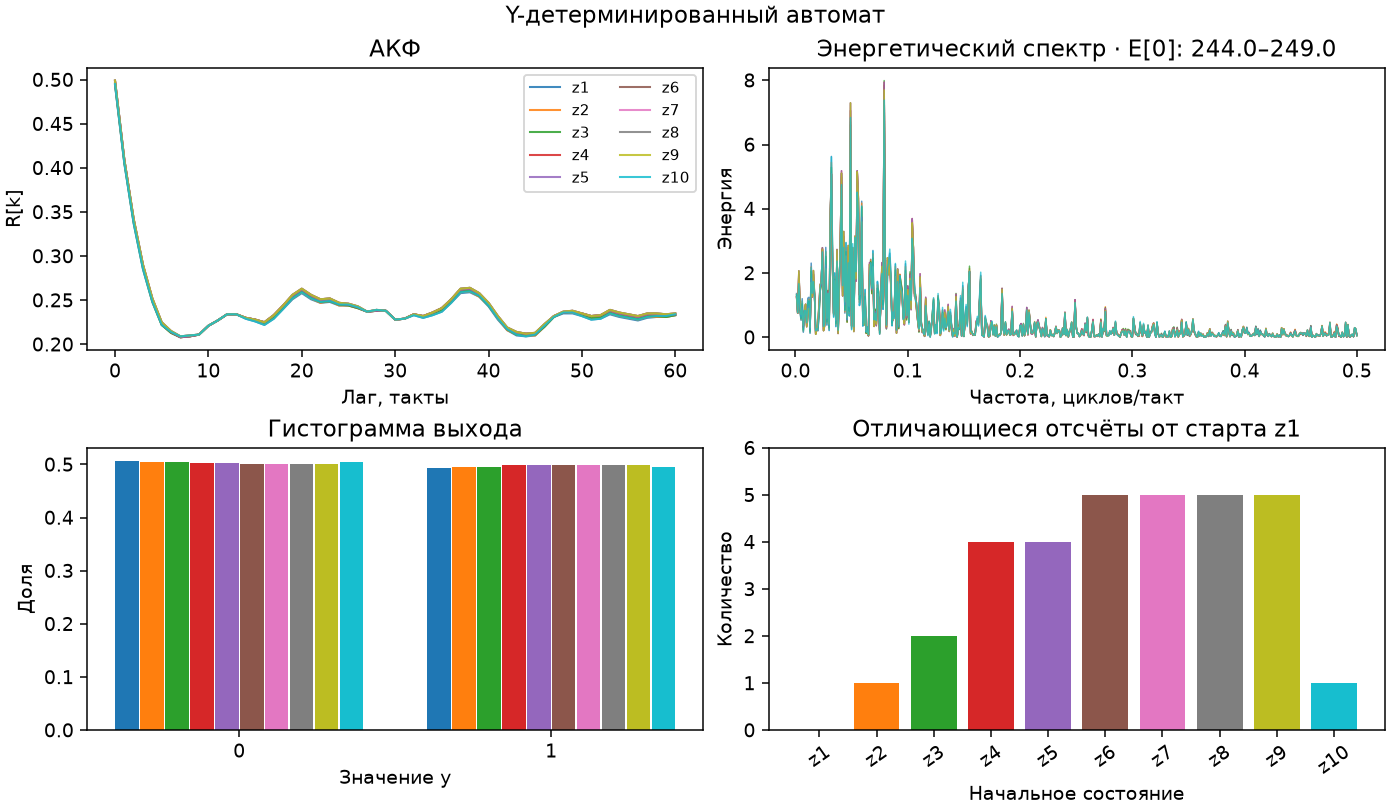 Y-детерминированный автомат
АКФ
R[k]
0.50
0.45
0.40
0.35
0.30
0.25
0.20
0 10 20 30 40 50 60
Лаг, такты
z1 z6
z2 z7
z3 z8
z4 z9
z5 z10
Энергетический спектр · E[0]: 244.0–249.0
Энергия
8
6
4
2
0
0.0 0.1 0.2 0.3 0.4 0.5
Частота, циклов/такт
Гистограмма выхода
Доля
0.5
0.4
0.3
0.2
0.1
0.0
0 1
Значение y
Отличающиеся отсчёты от старта z1
Количество
6
5
4
3
2
1
0
z1 z2 z3 z4 z5 z6 z7 z8 z9 z10
Начальное состояние